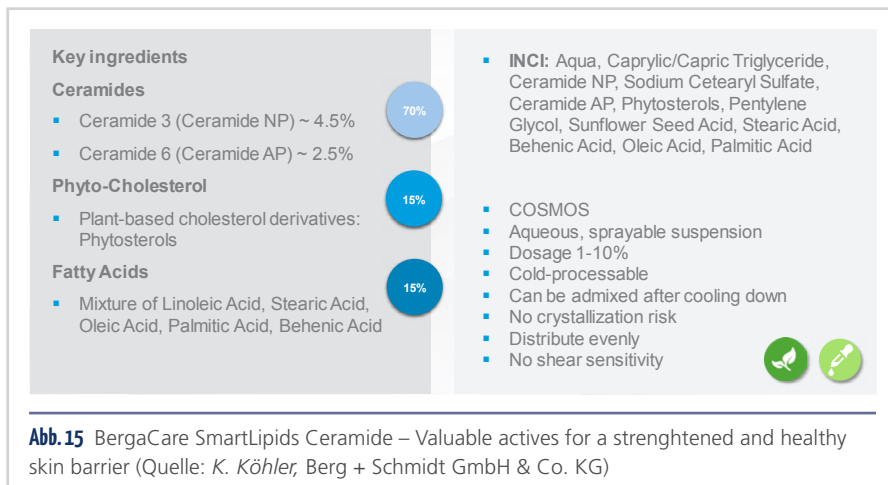 Key ingredients
Ceramides
▪ Ceramide 3 (Ceramide NP) ~ 4.5%
▪ Ceramide 6 (Ceramide AP) ~ 2.5%
70%
Phyto-Cholesterol
▪ Plant-based cholesterol derivatives:
Phytosterols
15%
Fatty Acids
▪ Mixture of Linoleic Acid, Stearic Acid,
Oleic Acid, Palmitic Acid, Behenic Acid
15%
▪ INCI: Aqua, Caprylic/Capric Triglyceride,
Ceramide NP, Sodium Cetearyl Sulfate,
Ceramide AP, Phytosterols, Pentylene
Glycol, Sunflower Seed Acid, Stearic Acid,
Behenic Acid, Oleic Acid, Palmitic Acid
▪ COSMOS
▪ Aqueous, sprayable suspension
▪ Dosage 1-10%
▪ Cold-processable
▪ Can be admixed after cooling down
▪ No crystallization risk
▪ Distribute evenly
▪ No shear sensitivity
Abb. 15 BergaCare SmartLipids Ceramide – Valuable actives for a strenghtened and healthy
skin barrier (Quelle: K. Köhler, Berg + Schmidt GmbH & Co. KG)